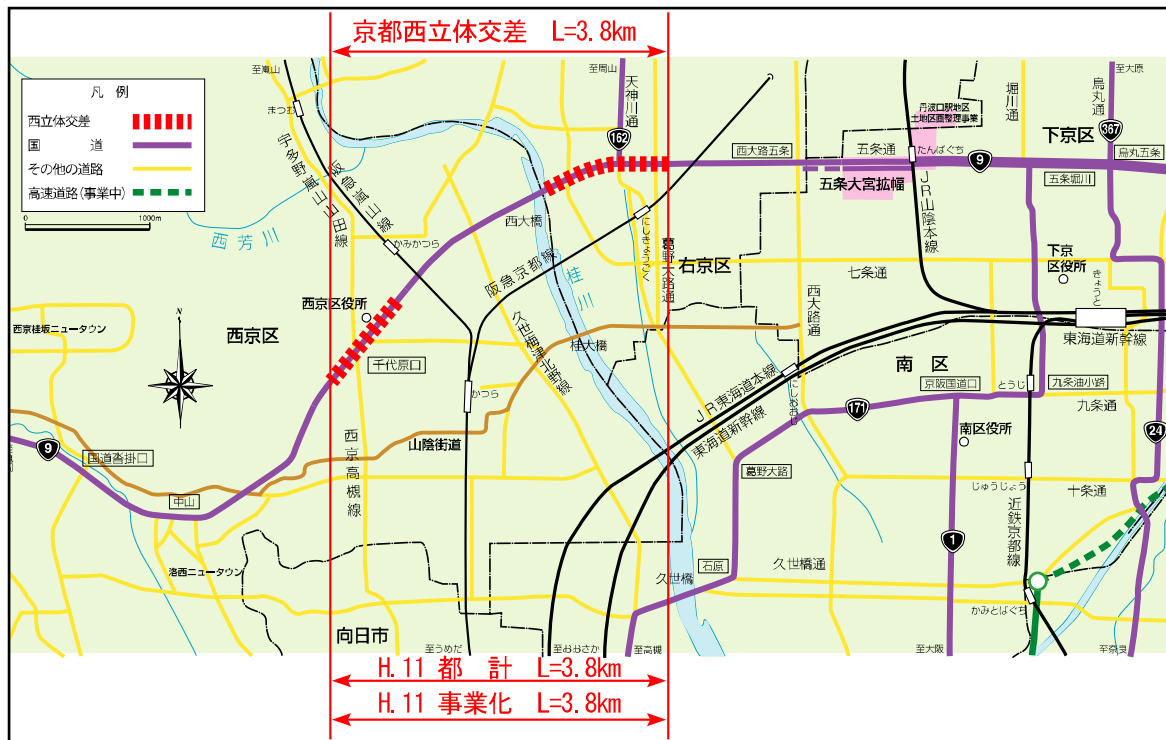 京都西立体交差 L=3.8km
凡例
西立体交差
国道
その他の道路
高速道路(事業中)
0
1000m
至嵐山
至周山
至大原
まつお
天神川通
162
堀川通
烏丸通
367
丹波口駅地区
土地区画整理事業
下京区
たんばぐち
西大路五条
五条通
9
烏丸五条
五条大宮拡幅
五条堀川
宇多野嵐山山田線
阪急嵐山線
JR山陰本線
西芳川
かみかつら
西大橋
にしきょうごく
葛野大路通
右京区
阪急京都線
桂川
七条通
下京
区役所
きょうと
西京区役所
西大路通
西京桂坂ニュータウン
西京区
N
久世梅津北野線
桂大橋
東海道新幹線
千代原口
南区
京阪国道口
とうじ
九条油小路
かつら
JR東海道本線
にしおおじ
171
九条通
山陰街道
東海道新幹線
南区役所
24
9
国道沓掛口
西京高槻線
葛野大路
じゅうじょう
十条通
中山
近鉄京都線
1
洛西ニュータウン
石原
久世橋
久世橋通
かみとばぐち
向日市
至うめだ
至おおさか
至高槻
至大阪
至奈良
H.11 都計 L=3.8km
H.11 事業化 L=3.8km